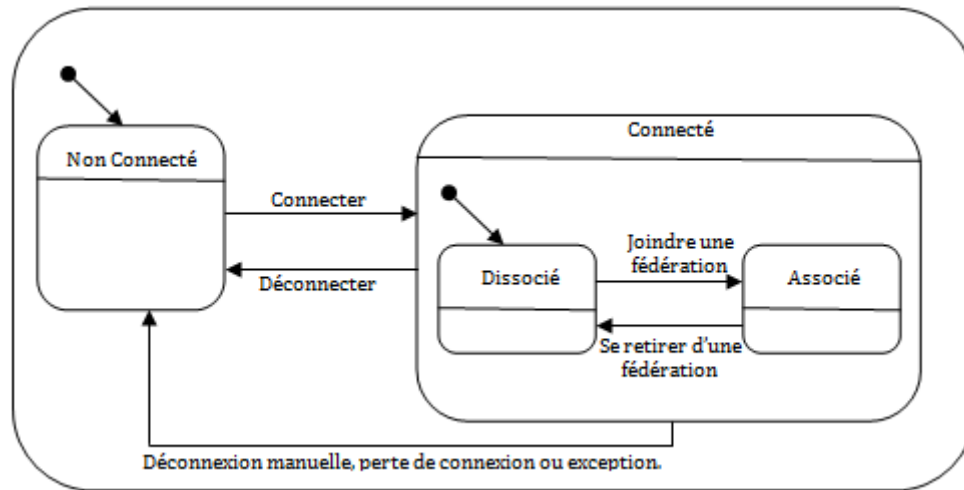 Connecté
Non Connecté
Connecter
Déconnecter
Dissocié
Joindre une
fédération
Associé
Se retirer d'une
fédération
Déconnexion manuelle, perte de connexion ou exception.